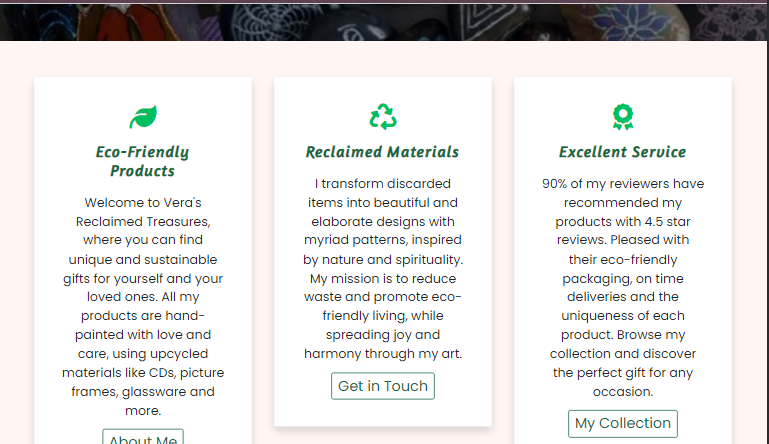 Eco-Friendly
Products
Welcome to Vera's
Reclaimed Treasures,
where you can find
unique and sustainable
gifts for yourself and your
loved ones. All my
products are hand-
painted with love and
care, using upcycled
materials like CDs, picture
frames, glassware and
more.
About Me
Reclaimed Materials
I transform discarded
items into beautiful and
elaborate designs with
myriad patterns, inspired
by nature and spirituality.
My mission is to reduce
waste and promote eco-
friendly living, while
spreading joy and
harmony through my art.
Get in Touch
Excellent Service
90% of my reviewers have
recommended my
products with 4.5 star
reviews. Pleased with
their eco-friendly
packaging, on time
deliveries and the
uniqueness of each
product. Browse my
collection and discover
the perfect gift for any
occasion.
My Collection